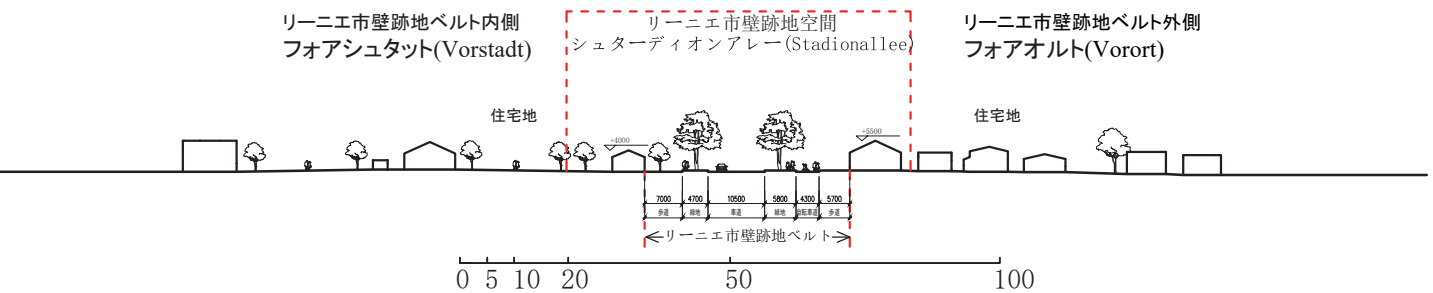 リーニエ市壁跡地ベルト内側
フォアシュタット(Vorstadt)
リーニエ市壁跡地空間
シュターディオンアレー(Stadionallee)
リーニエ市壁跡地ベルト外側
フォアオルト(Vorort)
住宅地
住宅地
+4000
+5500
7000 4700 10500 5800 4300 5700
歩道 緑地 車道 緑地 自転車道 歩道
リーニエ市壁跡地ベルト
0 5 10 20 50 100